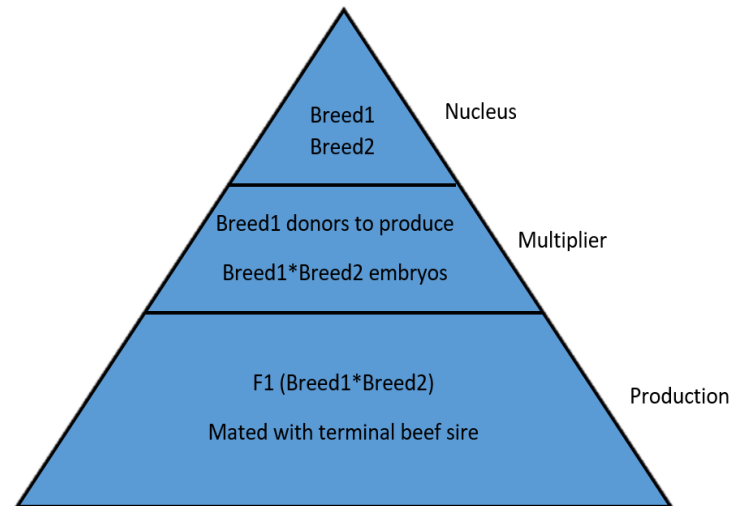 Breed1
Nucleus
Breed2
Breed1 donors to produce
Multiplier
Breed1*Breed2 embryos
F1 (Breed1*Breed2)
Production
Mated with terminal beef sire